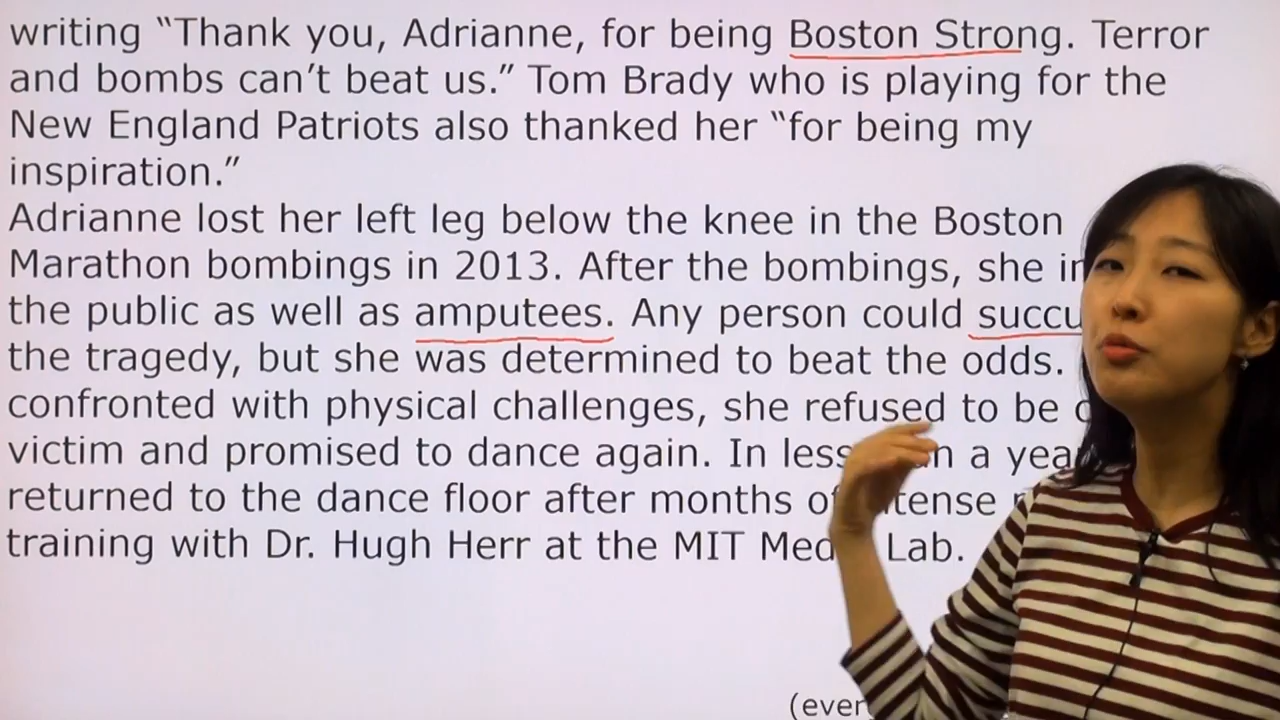 writing “Thank you, Adrianne, for being Boston Strong. Terror
and bombs can’t beat us.” Tom Brady who is playing for the
New England Patriots also thanked her “for being my
inspiration.”
Adrianne lost her left leg below the knee in the Boston
Marathon bombings in 2013. After the bombings, she
the public as well as amputees. Any person could
the tragedy, but she was determined to beat the odds.
confronted with physical challenges, she refused to be
victim and promised to dance again. In less a
returned to the dance floor after months
training with Dr. Hugh Herr at the MIT Lab.